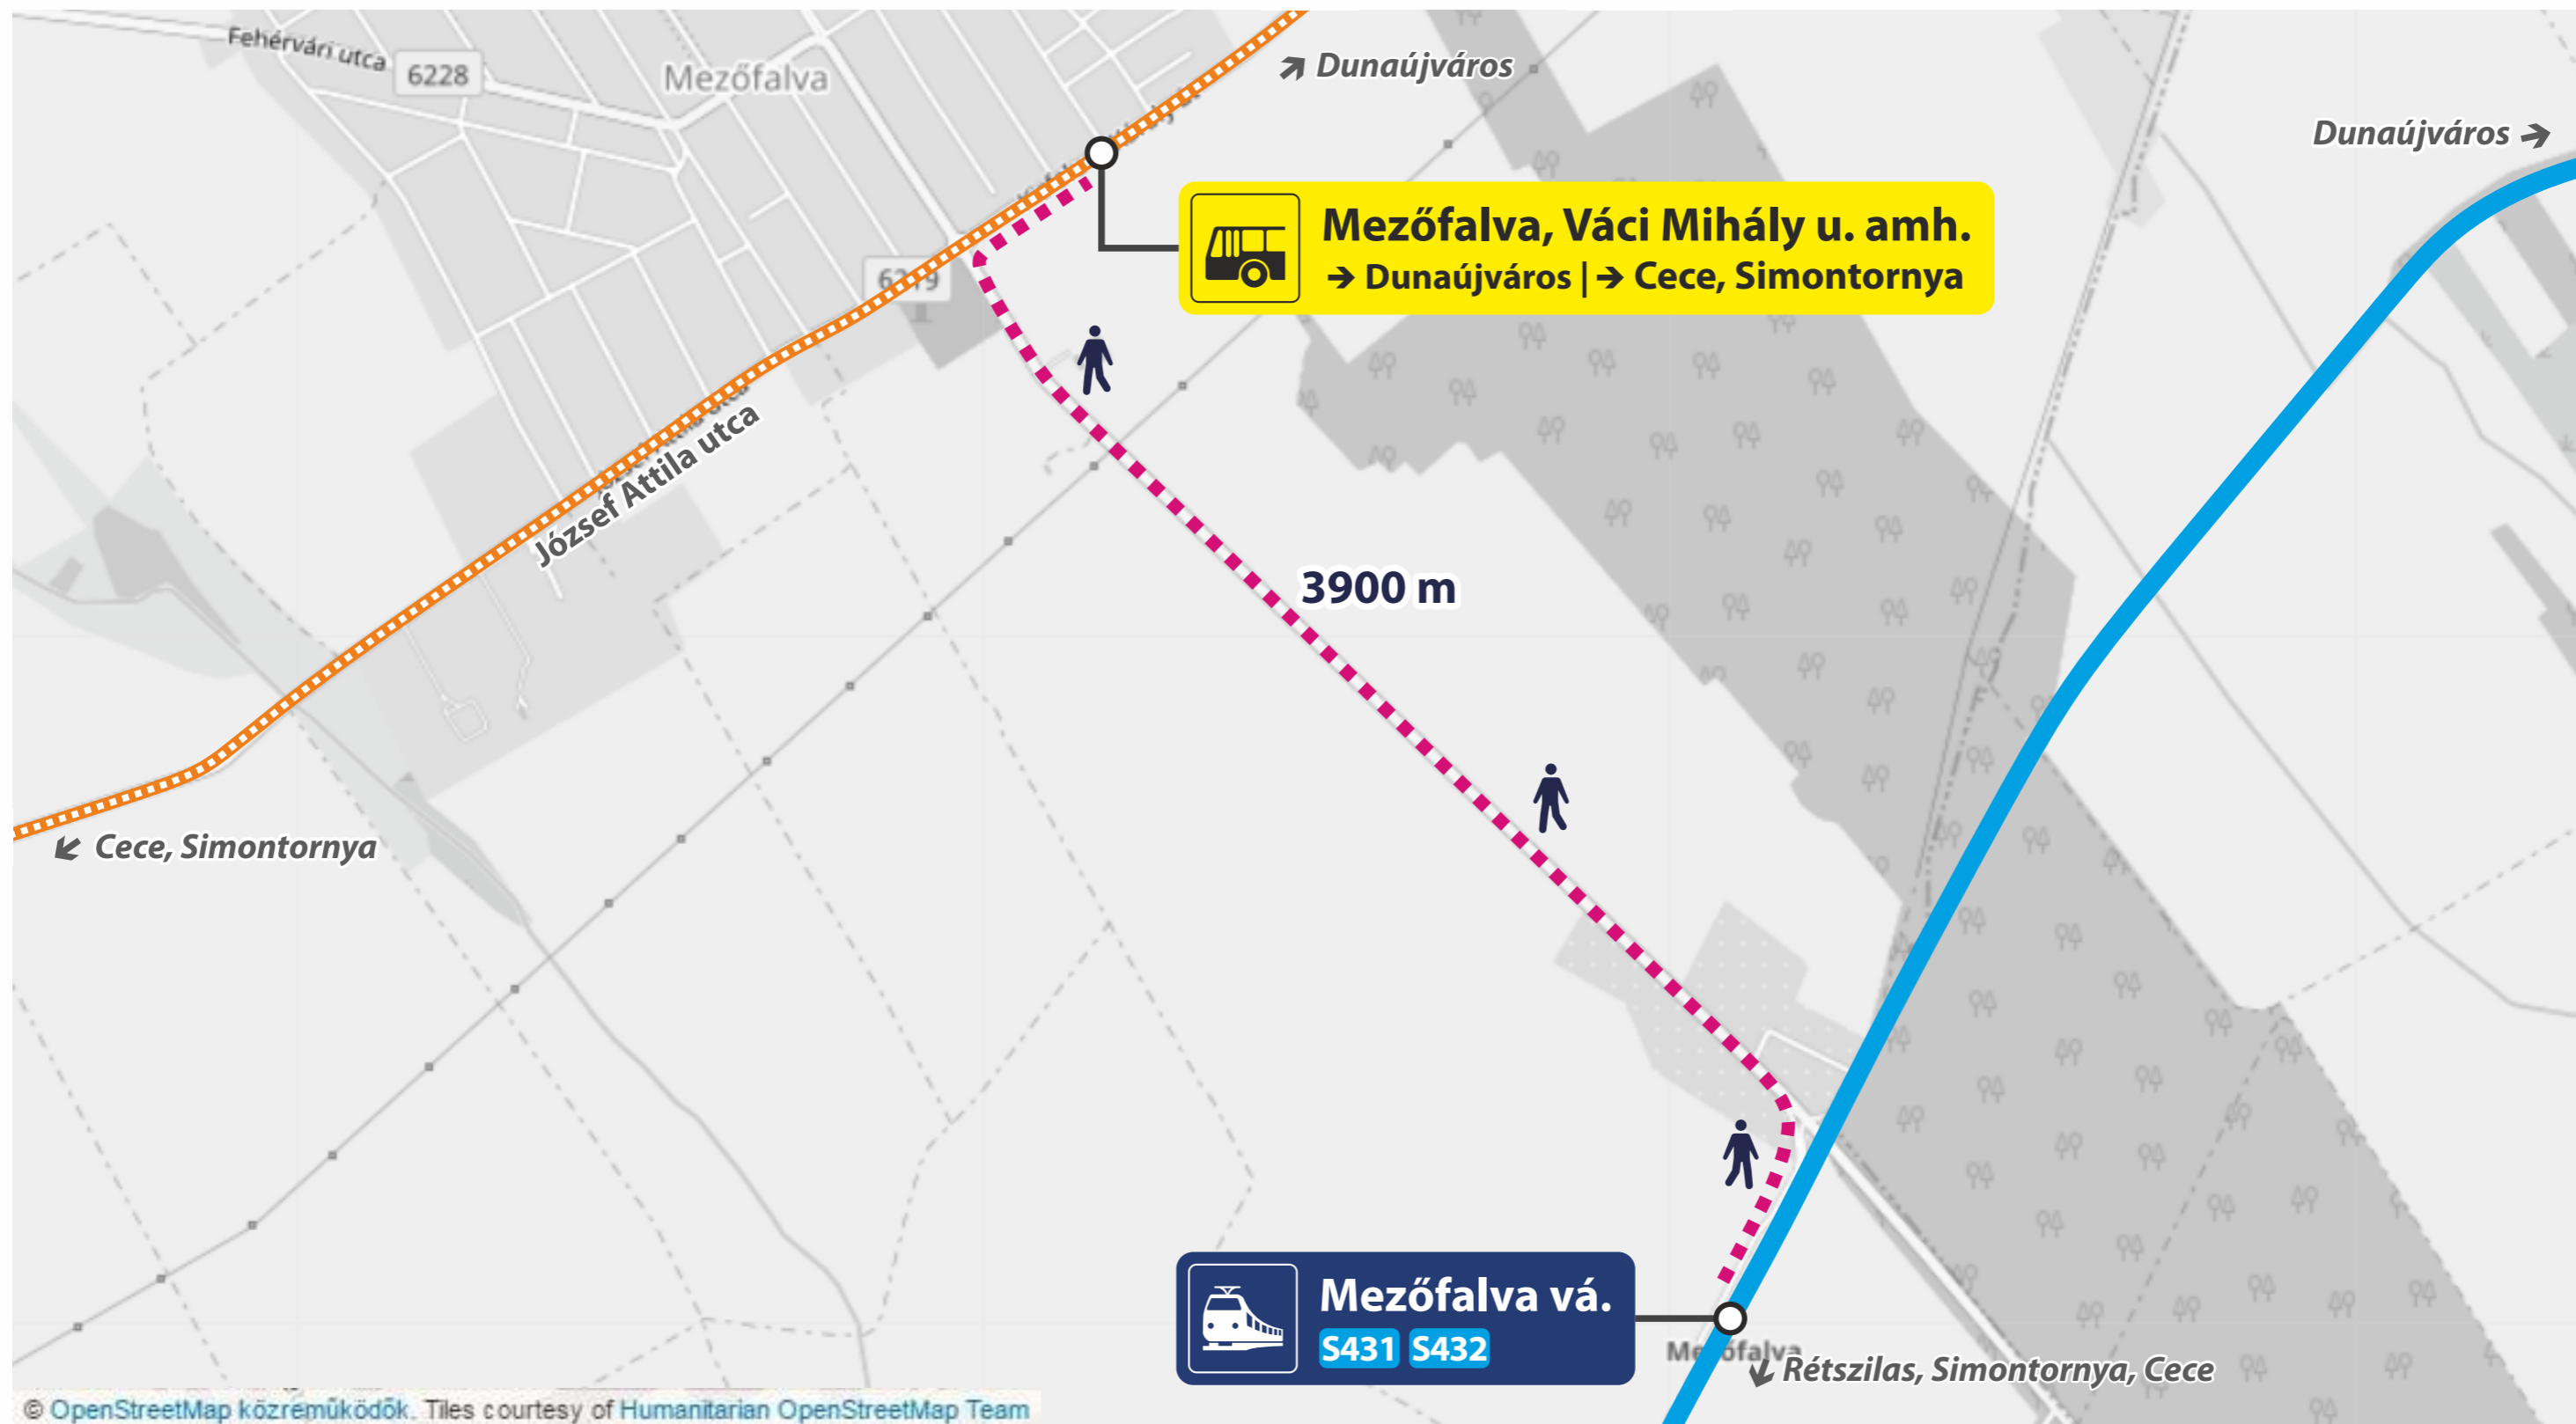 Fehérvári utca
6228
Mezőfalva
Dunaújváros
Dunaújváros
Mezőfalva, Váci Mihály u. amh.
→ Dunaújváros | → Cece, Simontornya
József Attila utca
3900 m
Cece, Simontornya
Mezőfalva vá.
S431 S432
Rétszilas, Simontornya, Cece
© OpenStreetMap közreműködők. Tiles courtesy of Humanitarian OpenStreetMap Team